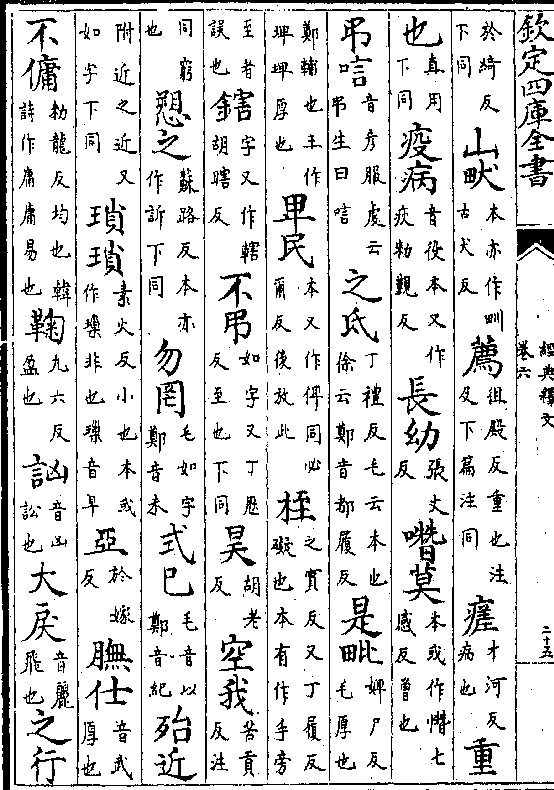 欽定四庫全書
經典釋文
卷六
二十五
於綺反下同山畎本亦作甽古犬反薦徂殿反重也注及下篇注同瘥才河反病也重
也直用下同疫病音役本又作疢勑覲反長幼張丈反噆莫本或作憯七感反曾也
弔唁音彦服虔云弔生曰唁之氐丁禮反毛云本也徐云鄭音都履反是毗婢尸反毛厚也
鄭輔也王作埤埤厚也卑民本又作俾同必爾反後放此桎之實反又丁履反礙也本有作手旁
至者誤也鎋字又作轄胡瞎反不弔如字又丁歷反至也下同昊胡老反空我苦貢反注
同窮也愬之蘇路反本亦作訴下同勿罔毛如字鄭音末式已毛音以鄭音紀殆近
附近之近又如字下同瑣瑣素火反小也本或作璅非也璅音早亞於嫁反膴仕音武厚也
不傭勑龍反均也韓詩作庸庸易也鞠九六反盈也訩音凶訟也大戾音麗乖也之行